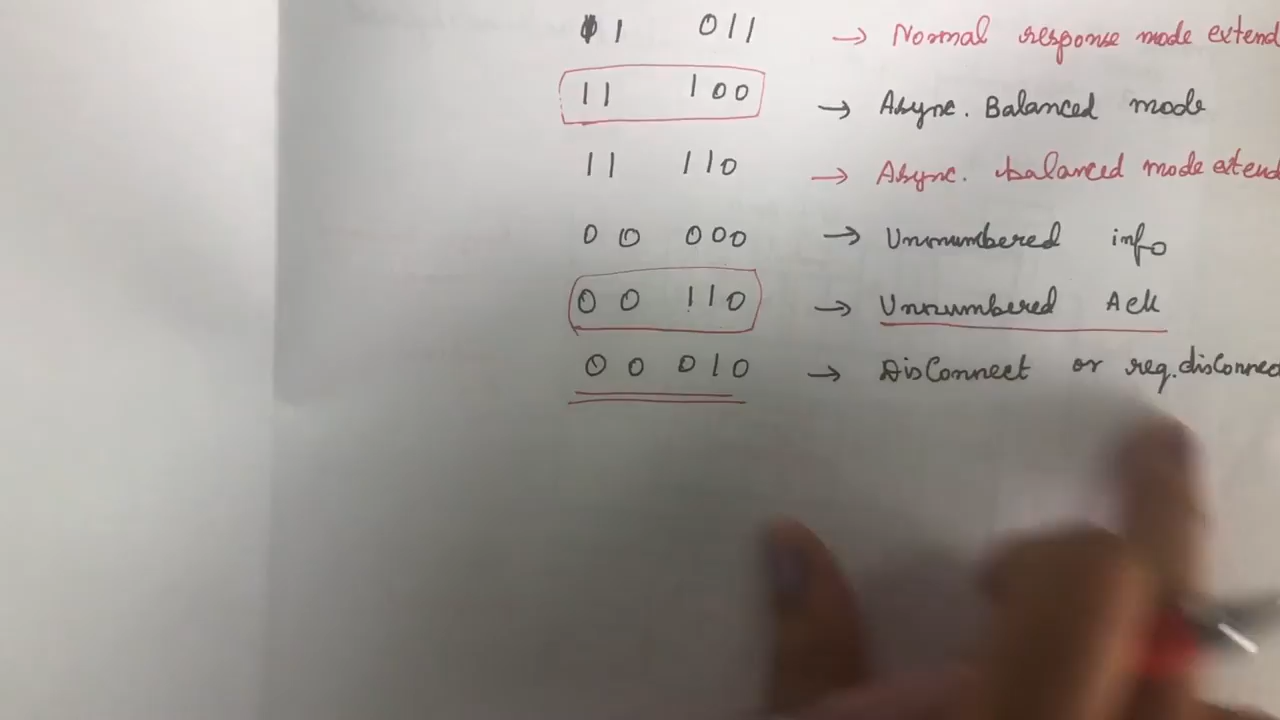 11 011 → Normal response mode extend
11 100 → Async. Balanced mode
11 110 → Async. balanced mode extend
00 000 → Unnumbered info
00 110 → Unnumbered Ack
00 010 → Disconnect or req. disconnec